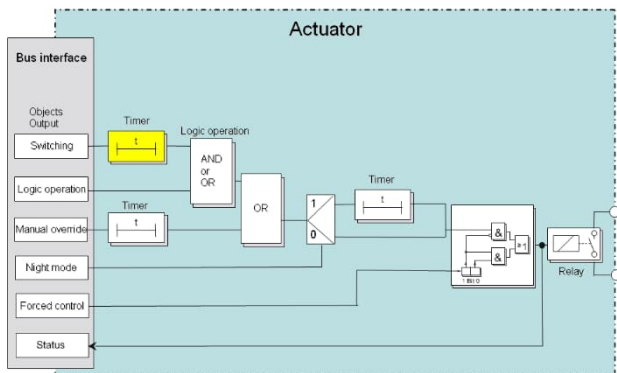 Actuator
Bus interface
Objects
Output
Timer
Logic operation
Switching
t
AND
or
OR
Timer
Logic operation
OR
1
0
t
Timer
Manual override
t
&
&
≥1
Night mode
Relay
Forced control
Status